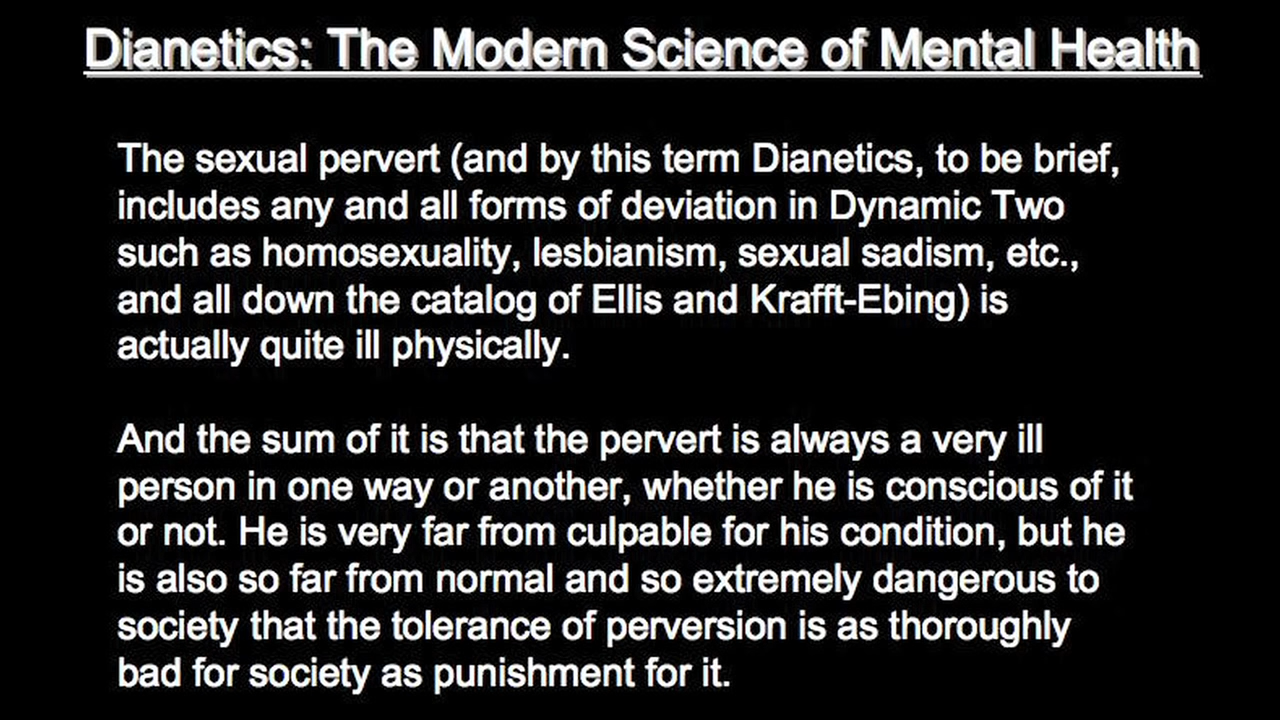 Dianetics: The Modern Science of Mental Health
The sexual pervert (and by this term Dianetics, to be brief,
includes any and all forms of deviation in Dynamic Two
such as homosexuality, lesbianism, sexual sadism, etc.,
and all down the catalog of Ellis and Krafft-Ebing) is
actually quite ill physically.
And the sum of it is that the pervert is always a very ill
person in one way or another, whether he is conscious of it
or not. He is very far from culpable for his condition, but he
is also so far from normal and so extremely dangerous to
society that the tolerance of perversion is as thoroughly
bad for society as punishment for it.